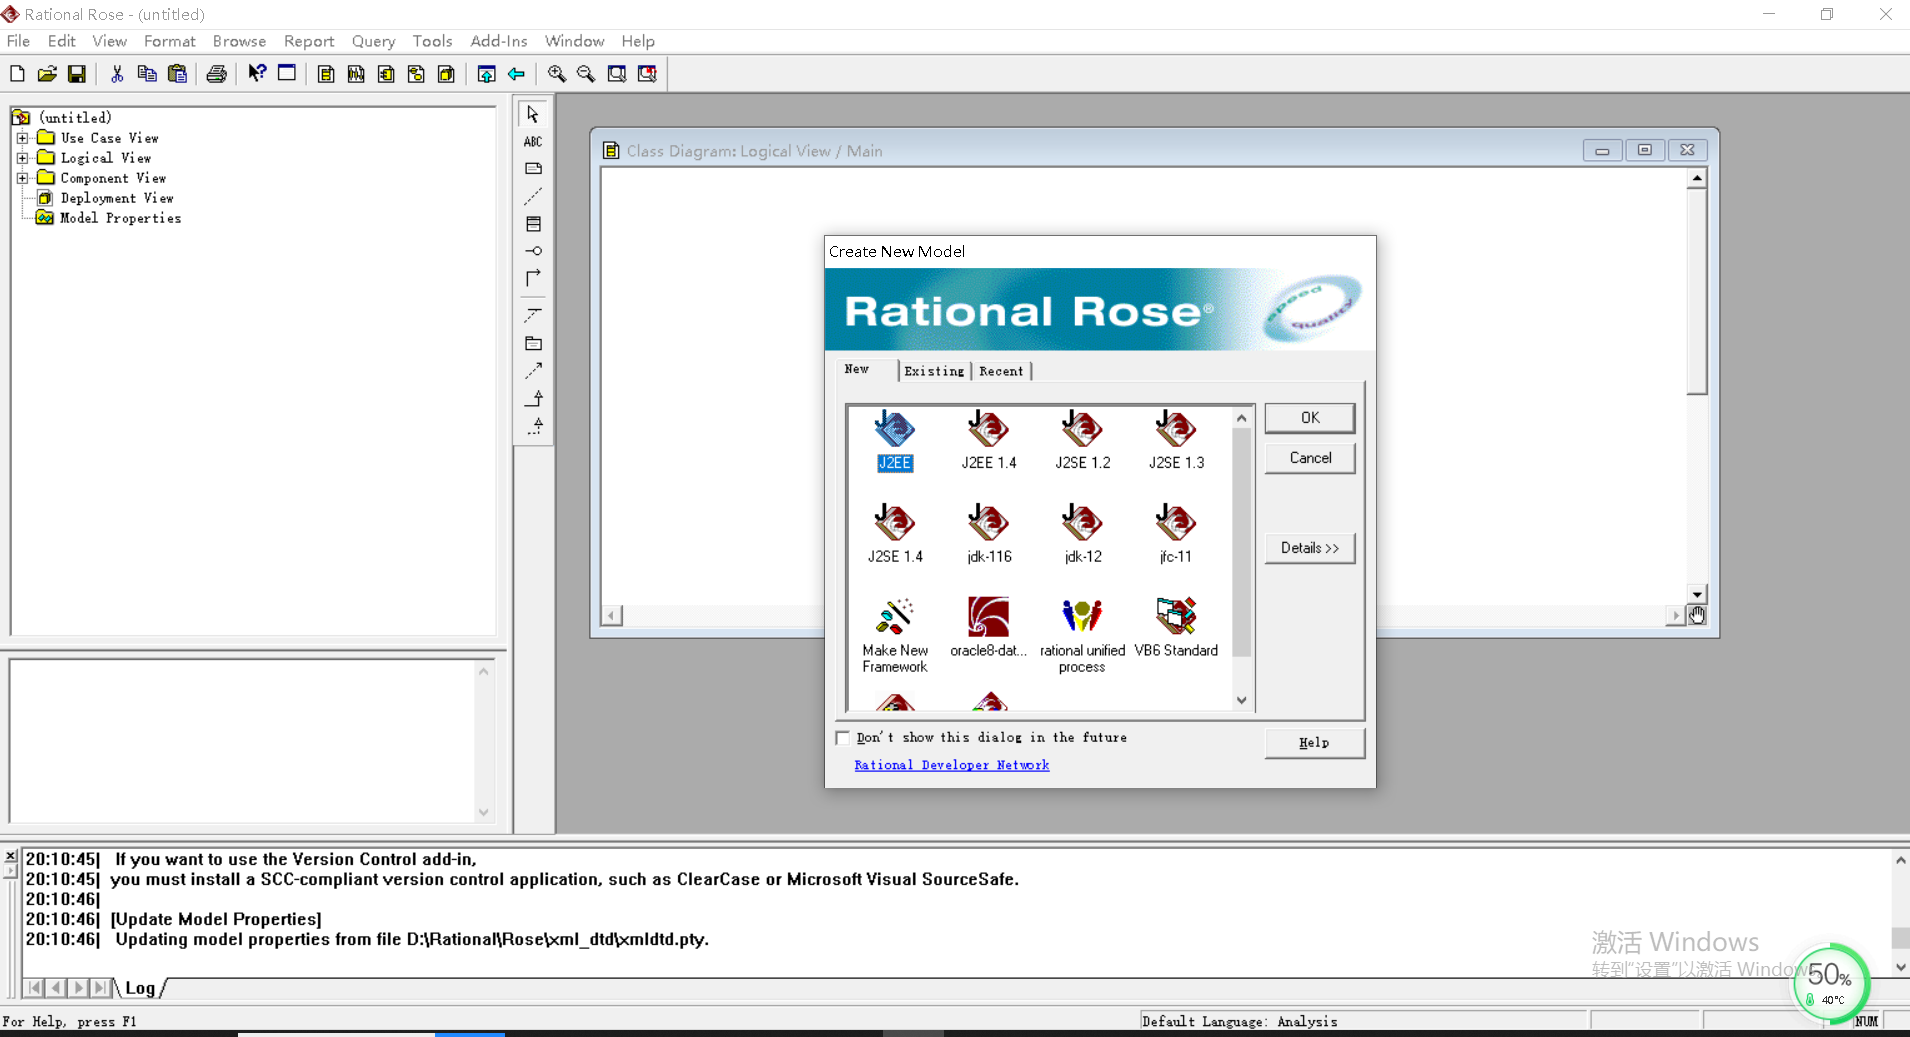 Rational Rose - (untitled)
File Edit View Format Browse Report Query Tools Add-Ins Window Help
(untitled)
Use Case View
Logical View
Component View
Deployment View
Model Properties
ABC
Class Diagram: Logical View / Main
Create New Model
Rational Rose®
speed
quality
New Existing Recent
J2EE J2EE 1.4 J2SE 1.2 J2SE 1.3
J2SE 1.4 jdk-116 jdk-12 jfc-11
Make New Framework oracle8-dat... rational unified process VB6 Standard
OK
Cancel
Details >>
Don't show this dialog in the future
Help
Rational Developer Network
20:10:45| If you want to use the Version Control add-in,
20:10:45| you must install a SCC-compliant version control application, such as ClearCase or Microsoft Visual SourceSafe.
20:10:46|
20:10:46| [Update Model Properties]
20:10:46| Updating model properties from file D:\Rational\Rose\xml_dtd\xmldtd.pty.
激活 Windows
转到"设置"以激活 Windows
50%
40°C
Log
For Help, press F1
Default Language: Analysis
NUM